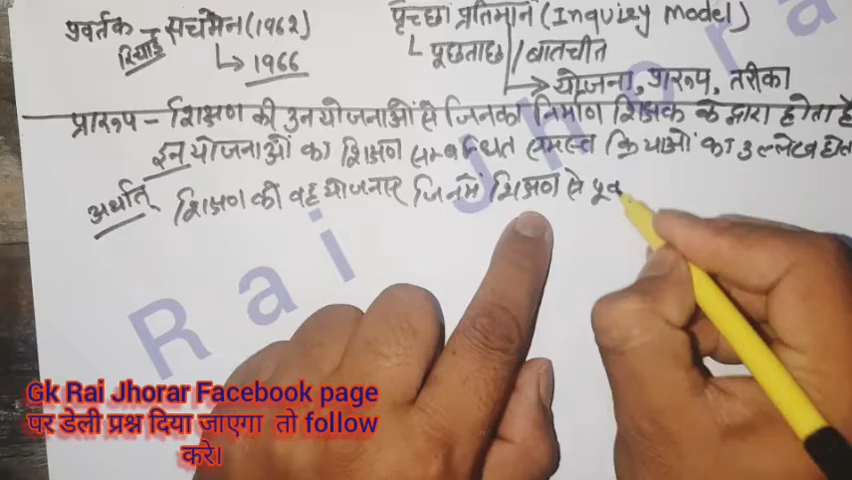 प्रवर्तक - सचमेन (1962)
रिचार्ड
↳ 1966
पृच्छा प्रतिमान (Inquiry Model)
पूछताछ / बातचीत
योजना, प्रारूप, तरीका
प्रारूप - शिक्षण की उन योजनाओं से जिनका निर्माण शिक्षक के द्वारा होता है
इन योजनाओं का शिक्षण सम्बन्धित समस्त क्रियाओं का उल्लेख होता
अर्थात् शिक्षण की वह योजनाए जिनमें शिक्षण से पूर्व
Rai Jhora
Gk Rai Jhorar Facebook page
पर डेली प्रश्न दिया जाएगा तो follow
करे।